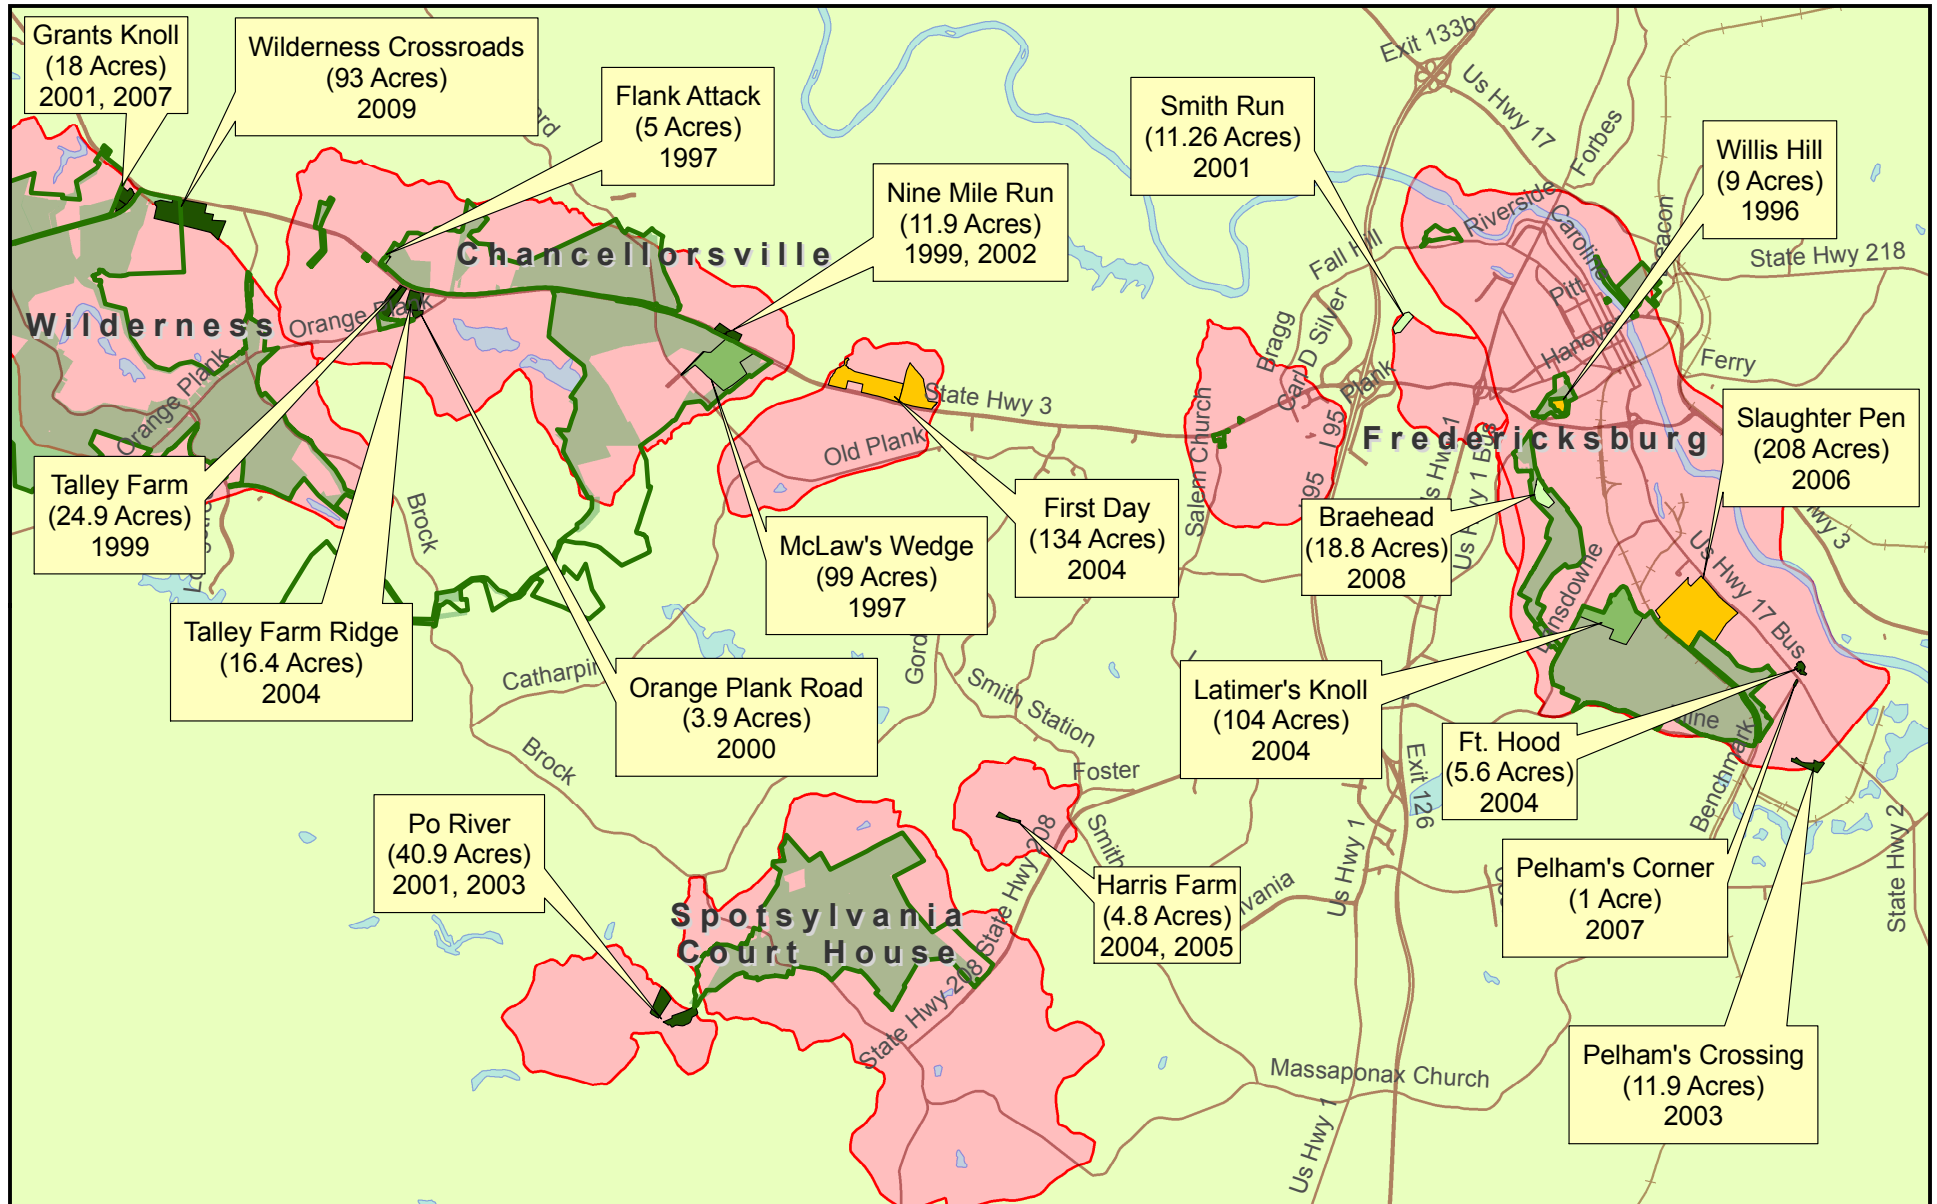 Grants Knoll
(18 Acres)
2001, 2007
Wilderness Crossroads
(93 Acres)
2009
Flank Attack
(5 Acres)
1997
Nine Mile Run
(11.9 Acres)
1999, 2002
Smith Run
(11.26 Acres)
2001
Willis Hill
(9 Acres)
1996
Exit 133b
Us Hwy 17
Forbes
Riverside
Caroline
Fall Hill
State Hwy 218
Pitt
Ferry
Bragg
Carl D Silver
Plank
I 95
Chancellorsville
Wilderness
Orange Plank
Orange Plank
State Hwy 3
Old Plank
Salem Church
Fredericksburg
Us Hwy 1 Bus
Slaughter Pen
(208 Acres)
2006
Talley Farm
(24.9 Acres)
1999
Brock
McLaw's Wedge
(99 Acres)
1997
First Day
(134 Acres)
2004
Braehead
(18.8 Acres)
2008
Us Hwy 17 Bus
Talley Farm Ridge
(16.4 Acres)
2004
Orange Plank Road
(3.9 Acres)
2000
Smith Station
Latimer's Knoll
(104 Acres)
2004
Ft. Hood
(5.6 Acres)
2004
Brock
Foster
Exit 126
Benchmark
State Hwy 2
Po River
(40.9 Acres)
2001, 2003
Harris Farm
(4.8 Acres)
2004, 2005
State Hwy 208
State Hwy 208
Us Hwy 1
Pelham's Corner
(1 Acre)
2007
Spotsylvania
Court House
Pelham's Crossing
(11.9 Acres)
2003
Massaponax Church
Us Hwy 1